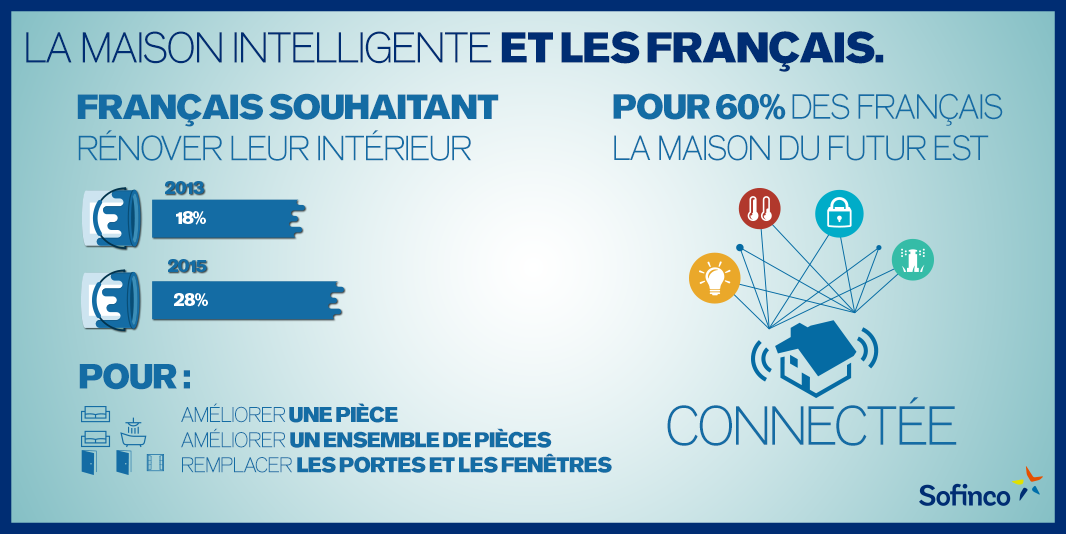 LA MAISON INTELLIGENTE ET LES FRANÇAIS.
FRANÇAIS SOUHAITANT
RÉNOVER LEUR INTÉRIEUR
2013
18%
2015
28%
POUR :
AMÉLIORER UNE PIÈCE
AMÉLIORER UN ENSEMBLE DE PIÈCES
REMPLACER LES PORTES ET LES FENÊTRES
POUR 60% DES FRANÇAIS
LA MAISON DU FUTUR EST
CONNECTÉE
Sofinco